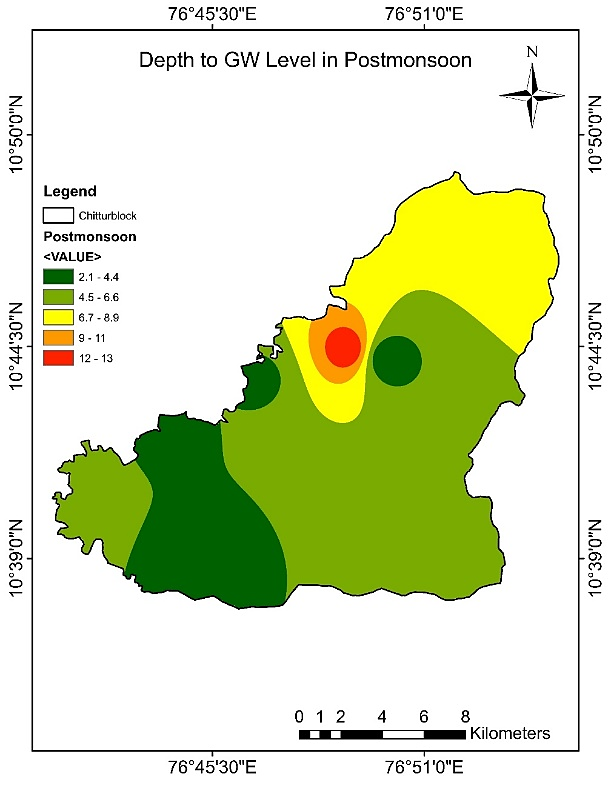 76°45'30"E 76°51'0"E
Depth to GW Level in Postmonsoon
N
10°50'0"N 10°50'0"N
Legend
Chitturblock
Postmonsoon
<VALUE>
2.1 - 4.4
4.5 - 6.6
6.7 - 8.9
9 - 11
12 - 13
10°44'30"N 10°44'30"N
10°39'0"N 10°39'0"N
0 1 2 4 6 8
Kilometers
76°45'30"E 76°51'0"E